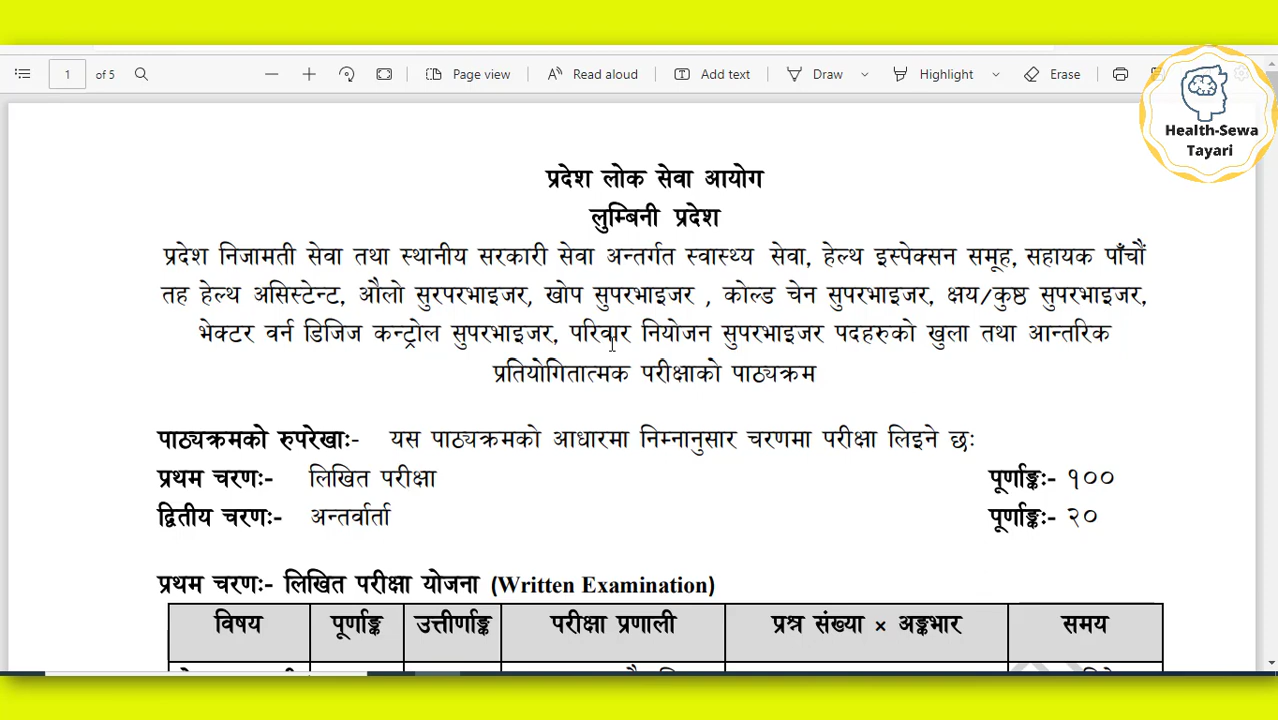 1 of 5 Page view Read aloud Add text Draw Highlight Erase
Health-Sewa
Tayari
प्रदेश लोक सेवा आयोग
लुम्बिनी प्रदेश
प्रदेश निजामती सेवा तथा स्थानीय सरकारी सेवा अन्तर्गत स्वास्थ्य सेवा, हेल्थ इस्पेक्सन समूह, सहायक पाँचौं
तह हेल्थ असिस्टेन्ट, औलो सुरपरभाइजर, खोप सुपरभाइजर , कोल्ड चेन सुपरभाइजर, क्षय/कुष्ठ सुपरभाइजर,
भेक्टर वर्न डिजिज कन्ट्रोल सुपरभाइजर, परिवार नियोजन सुपरभाइजर पदहरुको खुला तथा आन्तरिक
प्रतियोगितात्मक परीक्षाको पाठ्यक्रम
पाठ्यक्रमको रुपरेखाः- यस पाठ्यक्रमको आधारमा निम्नानुसार चरणमा परीक्षा लिइने छः
प्रथम चरणः- लिखित परीक्षा पूर्णाङ्कः- १००
द्वितीय चरणः- अन्तर्वार्ता पूर्णाङ्कः- २०
प्रथम चरणः- लिखित परीक्षा योजना (Written Examination)
विषय पूर्णाङ्क उत्तीर्णाङ्क परीक्षा प्रणाली प्रश्न संख्या × अङ्कभार समय